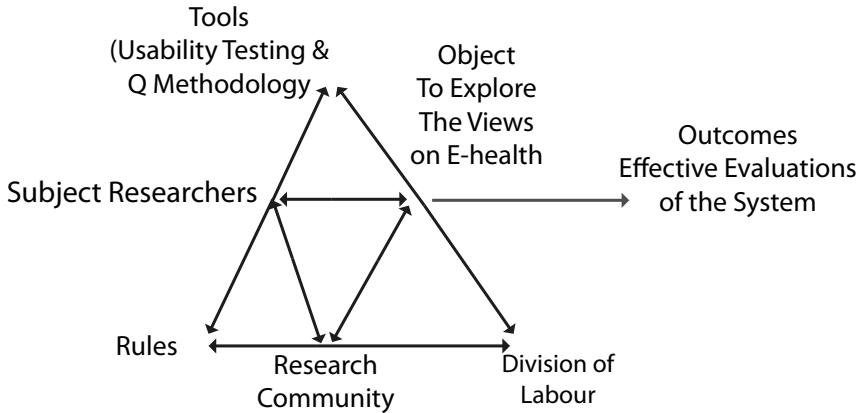 Tools
(Usability Testing &
Q Methodology
Object
To Explore
The Views
on E-health
Outcomes
Effective Evaluations
of the System
Subject Researchers
Rules
Research
Community
Division of
Labour